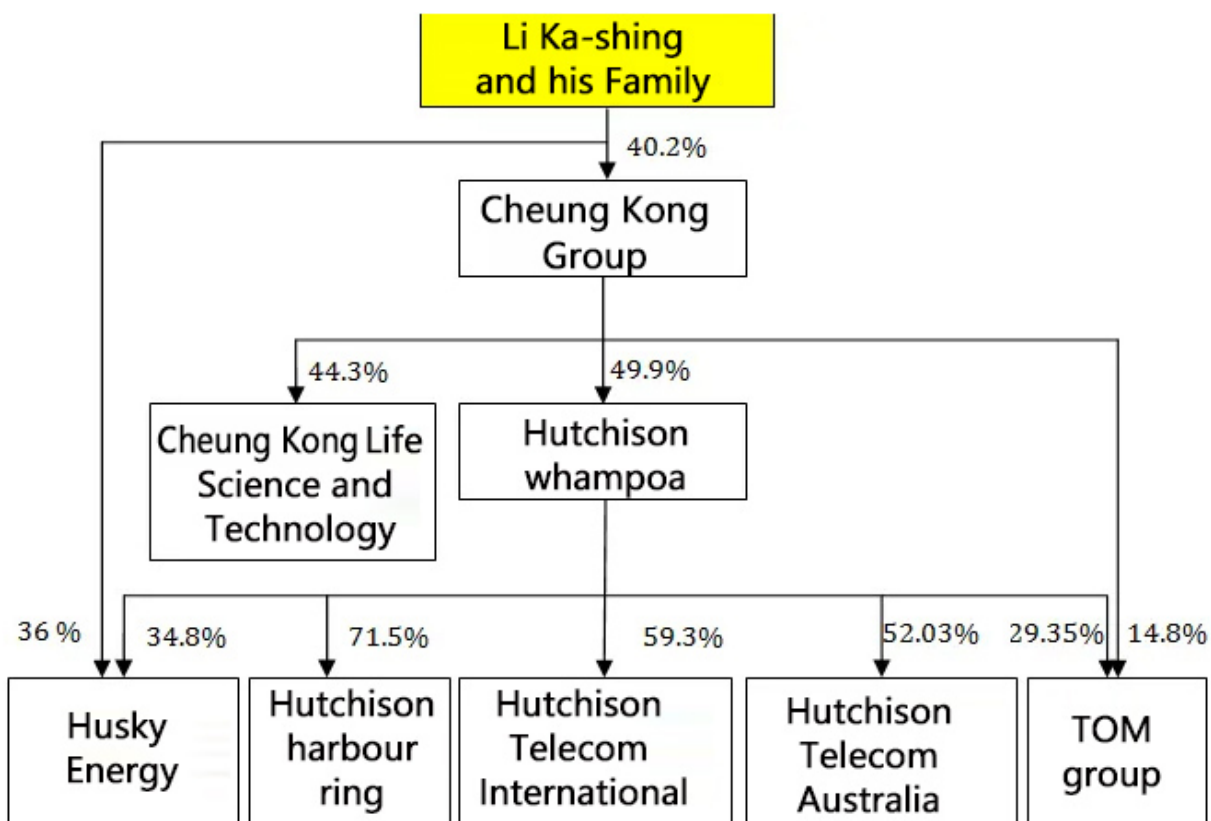 Li Ka-shing
and his Family
40.2%
Cheung Kong
Group
44.3%
49.9%
Cheung Kong Life
Science and
Technology
Hutchison
whampoa
36 %
34.8%
71.5%
59.3%
52.03%
29.35%
14.8%
Husky
Energy
Hutchison
harbour
ring
Hutchison
Telecom
International
Hutchison
Telecom
Australia
TOM
group